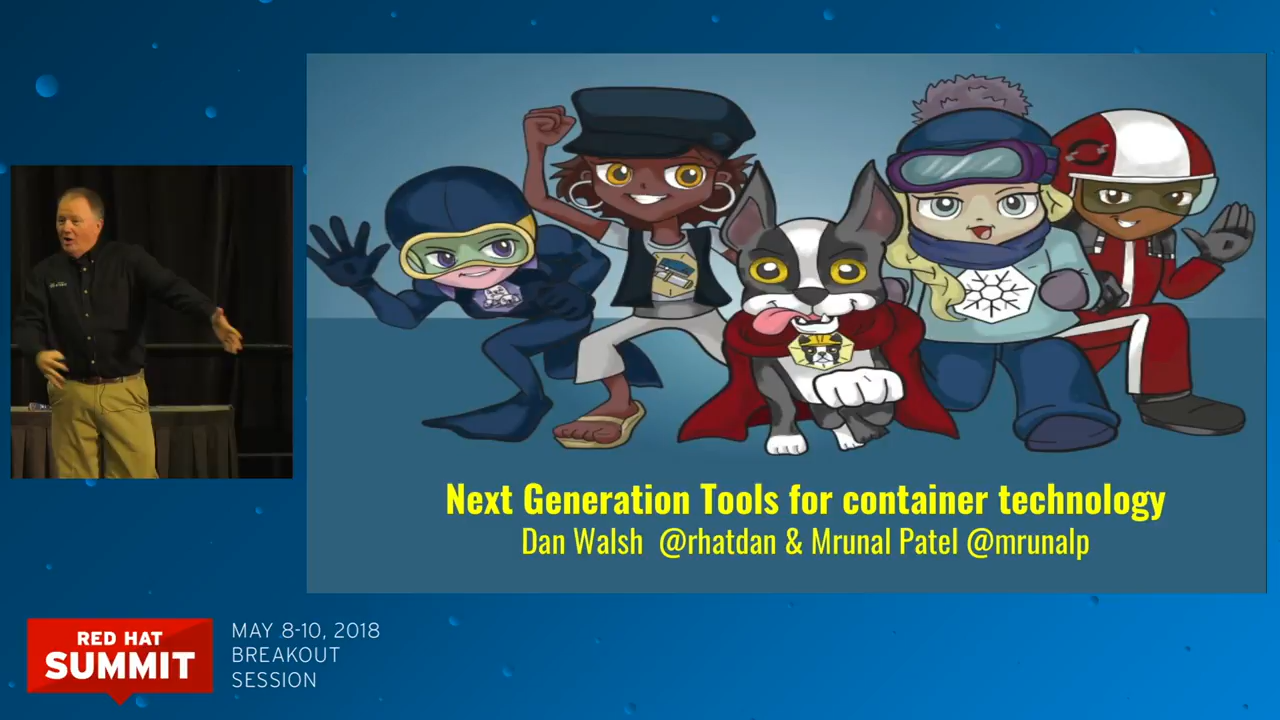 Next Generation Tools for container technology
Dan Walsh @rhatdan & Mrunal Patel @mrunalp
RED HAT
SUMMIT
MAY 8-10, 2018
BREAKOUT
SESSION